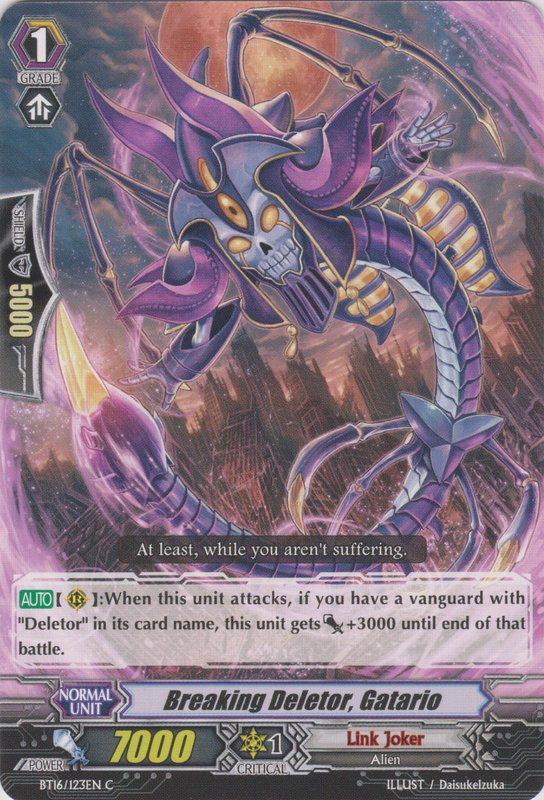 1
GRADE
SHIELD
5000
At least, while you aren't suffering.
AUTO [ R ]:When this unit attacks, if you have a vanguard with
"Deletor" in its card name, this unit gets +3000 until end of that
battle.
NORMAL
UNIT
Breaking Deletor, Gatario
POWER
7000
1
CRITICAL
Link Joker
Alien
BT16/123EN C
ILLUST / DaisukeIzuka